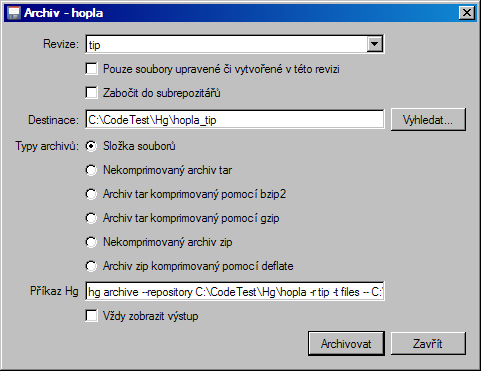 Archiv - hopla
Revize: tip
Pouze soubory upravené či vytvořené v této revizi
Zabočit do subrepozitářů
Destinace: C:\CodeTest\Hg\hopla_tip Vyhledat...
Typy archivů: Složka souborů
Nekomprimovaný archiv tar
Archiv tar komprimovaný pomocí bzip2
Archiv tar komprimovaný pomocí gzip
Nekomprimovaný archiv zip
Archiv zip komprimovaný pomocí deflate
Příkaz Hg hg archive --repository C:\CodeTest\Hg\hopla -r tip -t files -- C:\
Vždy zobrazit výstup
Archivovat Zavřít